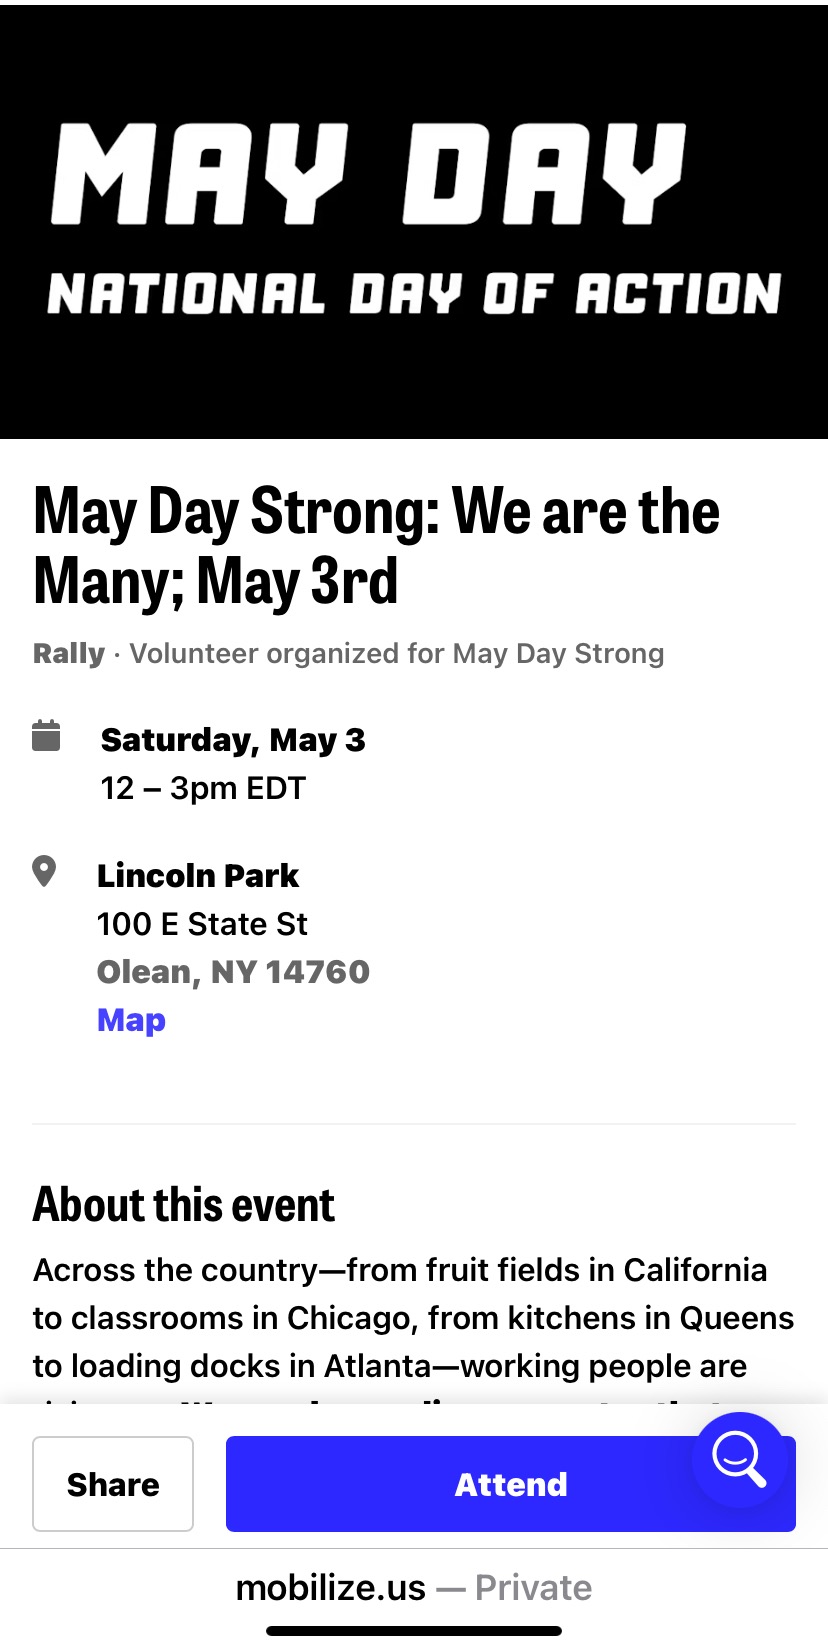 MAY DAY
NATIONAL DAY OF ACTION
May Day Strong: We are the
Many; May 3rd
Rally · Volunteer organized for May Day Strong
Saturday, May 3
12 – 3pm EDT
Lincoln Park
100 E State St
Olean, NY 14760
Map
About this event
Across the country—from fruit fields in California
to classrooms in Chicago, from kitchens in Queens
to loading docks in Atlanta—working people are
Share
Attend
mobilize.us — Private